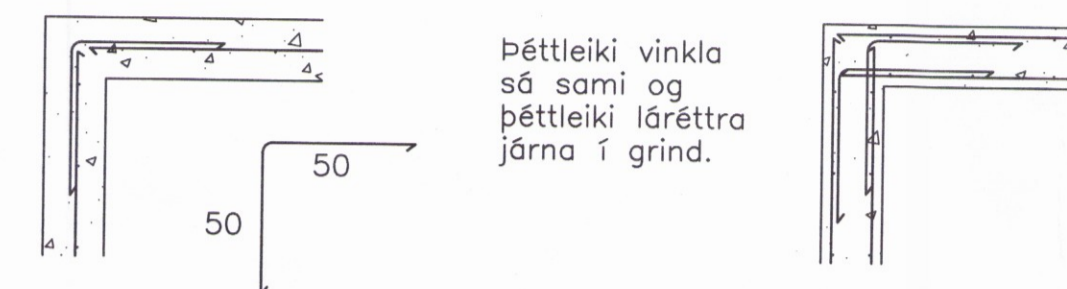 50
50
Þéttleiki vinkla
sá sami og
þéttleiki láréttra
járna í grind.